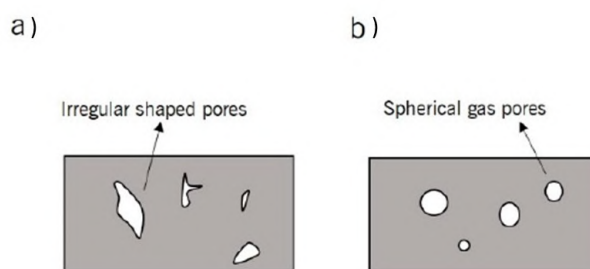 a)
b)
Irregular shaped pores
Spherical gas pores